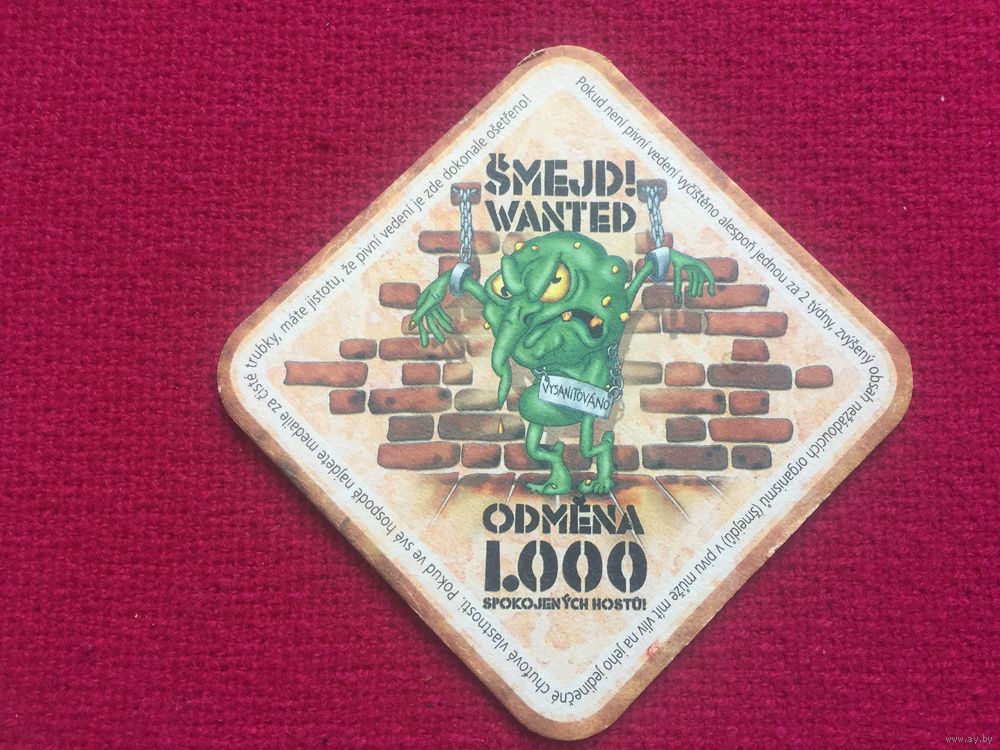 ŠMEJD!
WANTED
VYSANITOVÁNO
ODMĚNA
1.000
SPOKOJENÝCH HOSTŮ!
Pokud není pivní vedení vyčištěno alespoň jednou za 2 týdny, zvýšený obsah nežádoucích organismů (šmejdů) v pivu může mít vliv na jeho jedinečné chuťové vlastnosti. Pokud ve své hospodě najdete medaile za čisté trubky, máte jistotu, že pivní vedení je zde dokonale ošetřeno!
www.ay.by